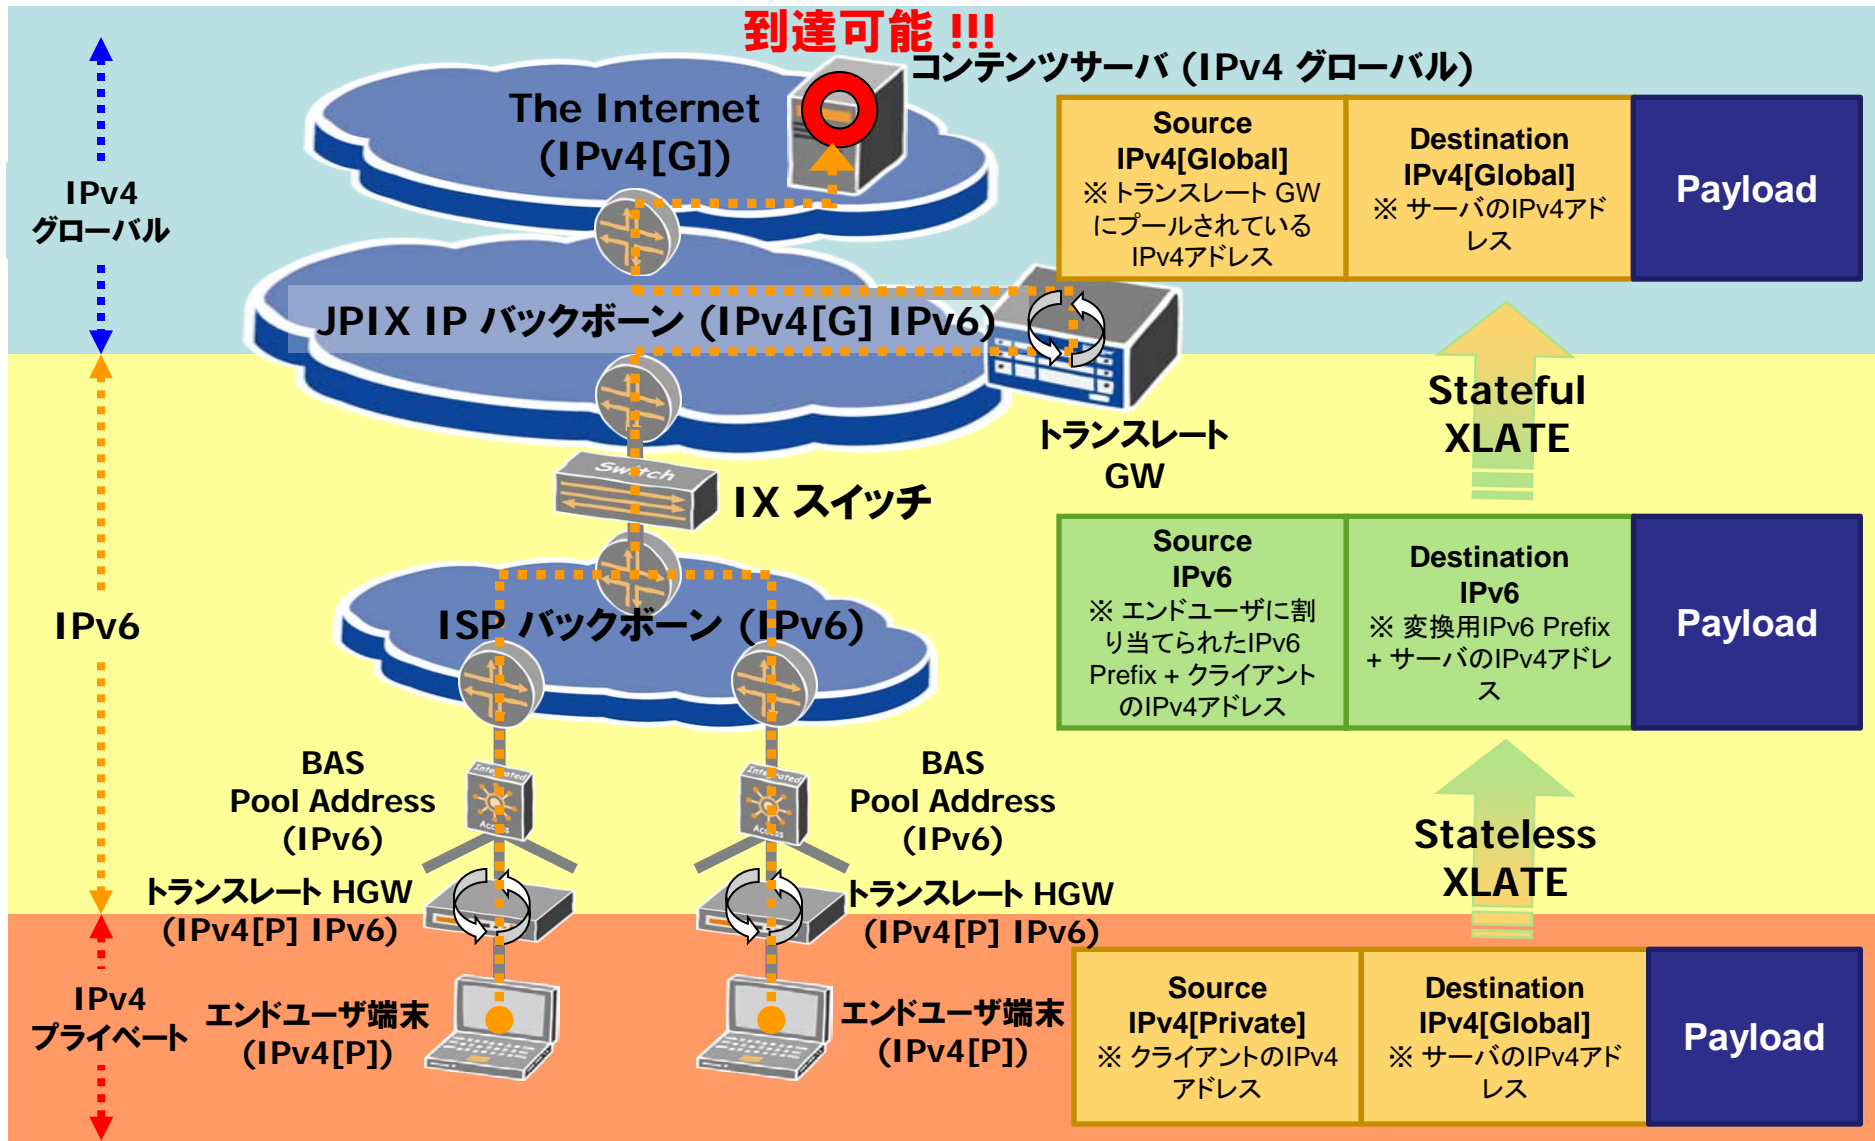 到達可能 !!!
コンテンツサーバ (IPv4 グローバル)
The Internet
(IPv4[G])
IPv4
グローバル
Source
IPv4[Global]
※ トランスレート GW
にプールされている
IPv4アドレス
Destination
IPv4[Global]
※ サーバのIPv4アド
レス
Payload
JPIX IP バックボーン (IPv4[G] IPv6)
トランスレート
GW
Stateful
XLATE
Switch
IX スイッチ
IPv6
ISP バックボーン (IPv6)
Source
IPv6
※ エンドユーザに割
り当てられたIPv6
Prefix + クライアント
のIPv4アドレス
Destination
IPv6
※ 変換用IPv6 Prefix
+ サーバのIPv4アドレ
ス
Payload
BAS
Pool Address
(IPv6)
Integrated
Access
Integrated
Access
BAS
Pool Address
(IPv6)
Stateless
XLATE
トランスレート HGW
(IPv4[P] IPv6)
トランスレート HGW
(IPv4[P] IPv6)
IPv4
プライベート
エンドユーザ端末
(IPv4[P])
エンドユーザ端末
(IPv4[P])
Source
IPv4[Private]
※ クライアントのIPv4
アドレス
Destination
IPv4[Global]
※ サーバのIPv4アド
レス
Payload